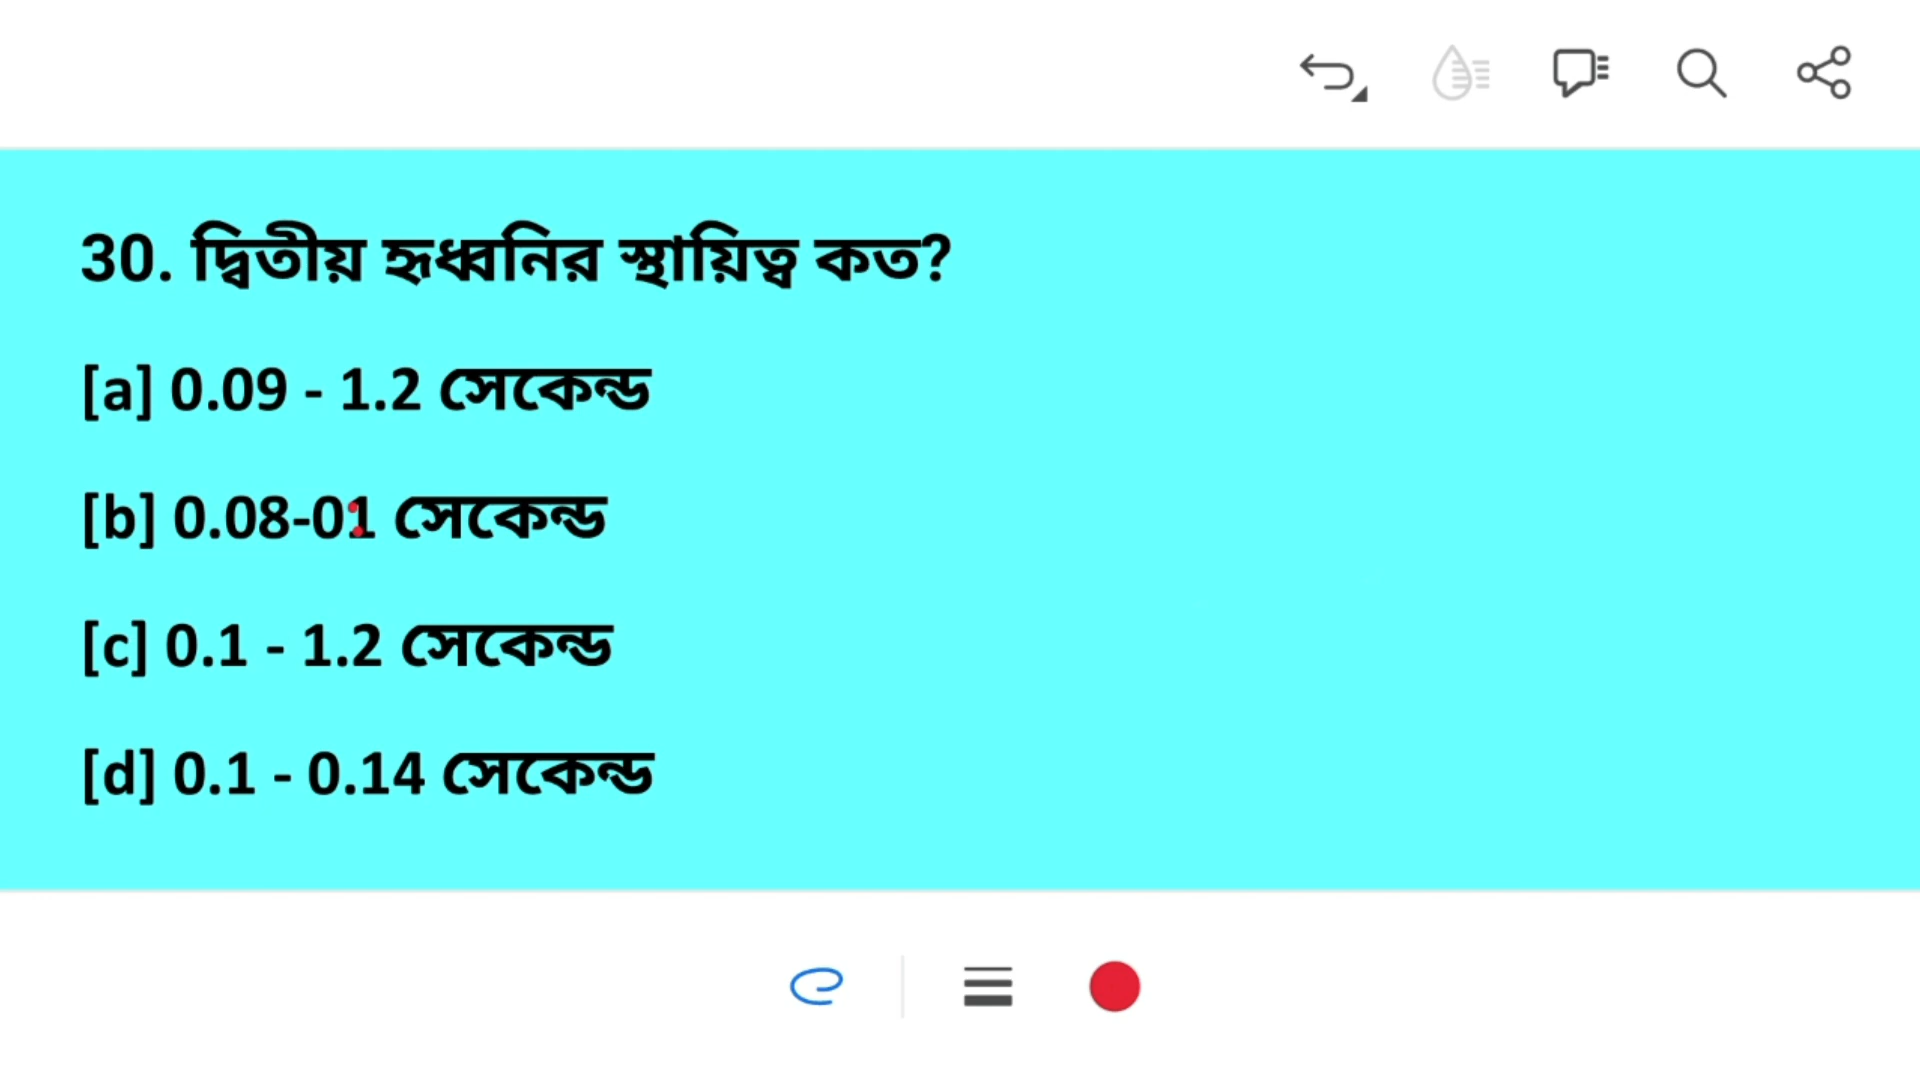 30. দ্বিতীয় হৃধ্বনির স্থায়িত্ব কত?
[a] 0.09 - 1.2 সেকেন্ড
[b] 0.08-01 সেকেন্ড
[c] 0.1 - 1.2 সেকেন্ড
[d] 0.1 - 0.14 সেকেন্ড